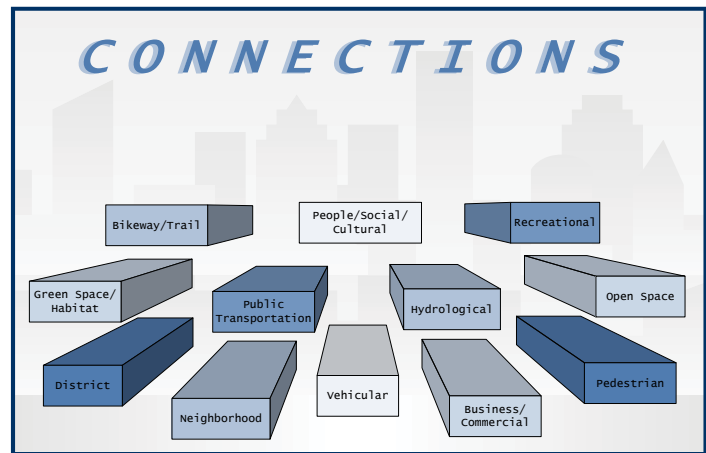 CONNECTIONS
Bikeway/Trail
People/Social/
Cultural
Recreational
Green Space/
Habitat
Public
Transportation
Hydrological
Open Space
District
Neighborhood
Vehicular
Business/
Commercial
Pedestrian